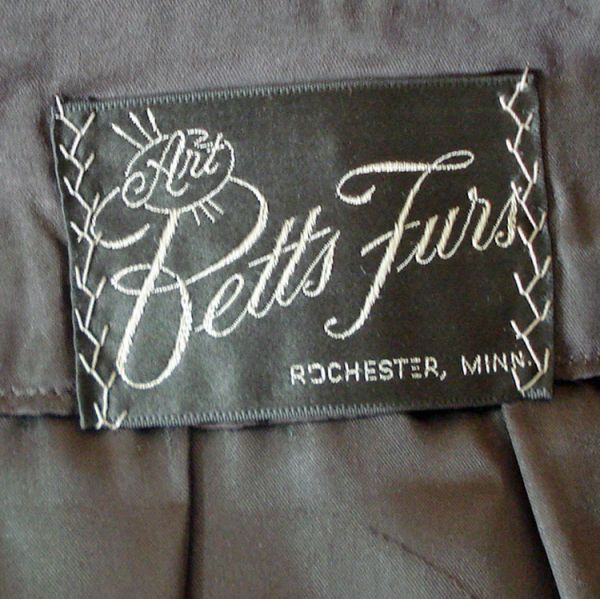 Art
Betts Furs
ROCHESTER, MINN.